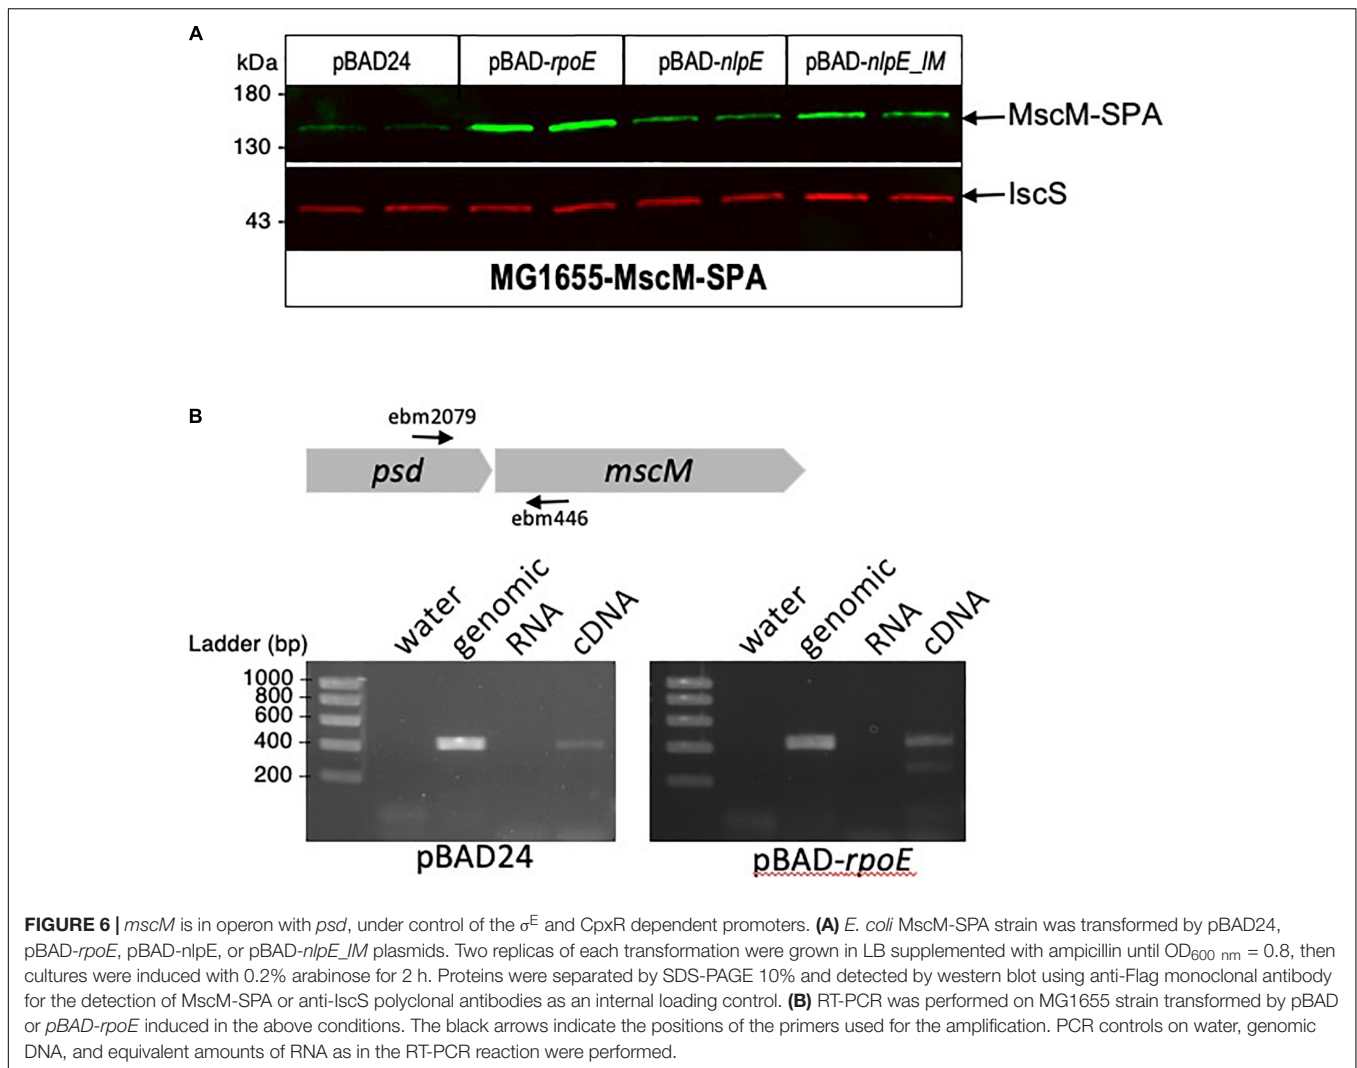 A
kDa
pBAD24
pBAD-rpoE
pBAD-nlpE
pBAD-nlpE_IM
180
MscM-SPA
130
IscS
43
MG1655-MscM-SPA
B
ebm2079
psd
mscM
ebm446
water
genomic
RNA
cDNA
water
genomic
RNA
cDNA
Ladder (bp)
1000
800
600
400
200
pBAD24
pBAD-rpoE
FIGURE 6 | mscM is in operon with psd, under control of the σE and CpxR dependent promoters. (A) E. coli MscM-SPA strain was transformed by pBAD24,
pBAD-rpoE, pBAD-nlpE, or pBAD-nlpE_IM plasmids. Two replicas of each transformation were grown in LB supplemented with ampicillin until OD600 nm = 0.8, then
cultures were induced with 0.2% arabinose for 2 h. Proteins were separated by SDS-PAGE 10% and detected by western blot using anti-Flag monoclonal antibody
for the detection of MscM-SPA or anti-IscS polyclonal antibodies as an internal loading control. (B) RT-PCR was performed on MG1655 strain transformed by pBAD
or pBAD-rpoE induced in the above conditions. The black arrows indicate the positions of the primers used for the amplification. PCR controls on water, genomic
DNA, and equivalent amounts of RNA as in the RT-PCR reaction were performed.